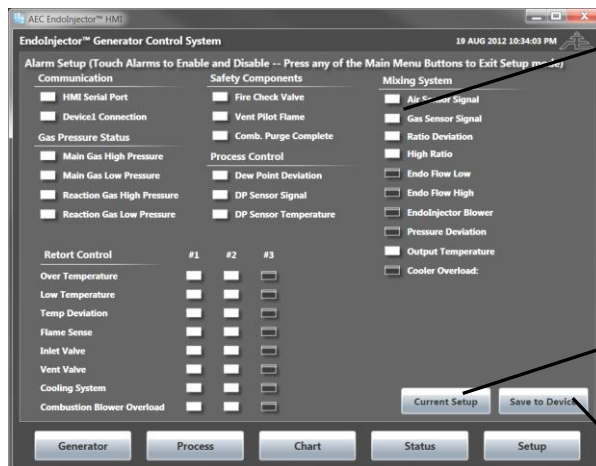 AEC EndoInjector™ HMI
EndoInjector™ Generator Control System
19 AUG 2012 10:34:03 PM
Alarm Setup (Touch Alarms to Enable and Disable -- Press any of the Main Menu Buttons to Exit Setup mode)
Communication
HMI Serial Port
Device1 Connection
Gas Pressure Status
Main Gas High Pressure
Main Gas Low Pressure
Reaction Gas High Pressure
Reaction Gas Low Pressure
Safety Components
Fire Check Valve
Vent Pilot Flame
Comb. Purge Complete
Process Control
Dew Point Deviation
DP Sensor Signal
DP Sensor Temperature
Mixing System
Air Sensor Signal
Gas Sensor Signal
Ratio Deviation
High Ratio
Endo Flow Low
Endo Flow High
EndoInjector Blower
Pressure Deviation
Output Temperature
Cooler Overload:
Retort Control #1 #2 #3
Over Temperature
Low Temperature
Temp Deviation
Flame Sense
Inlet Valve
Vent Valve
Cooling System
Combustion Blower Overload
Current Setup Save to Device
Generator Process Chart Status Setup